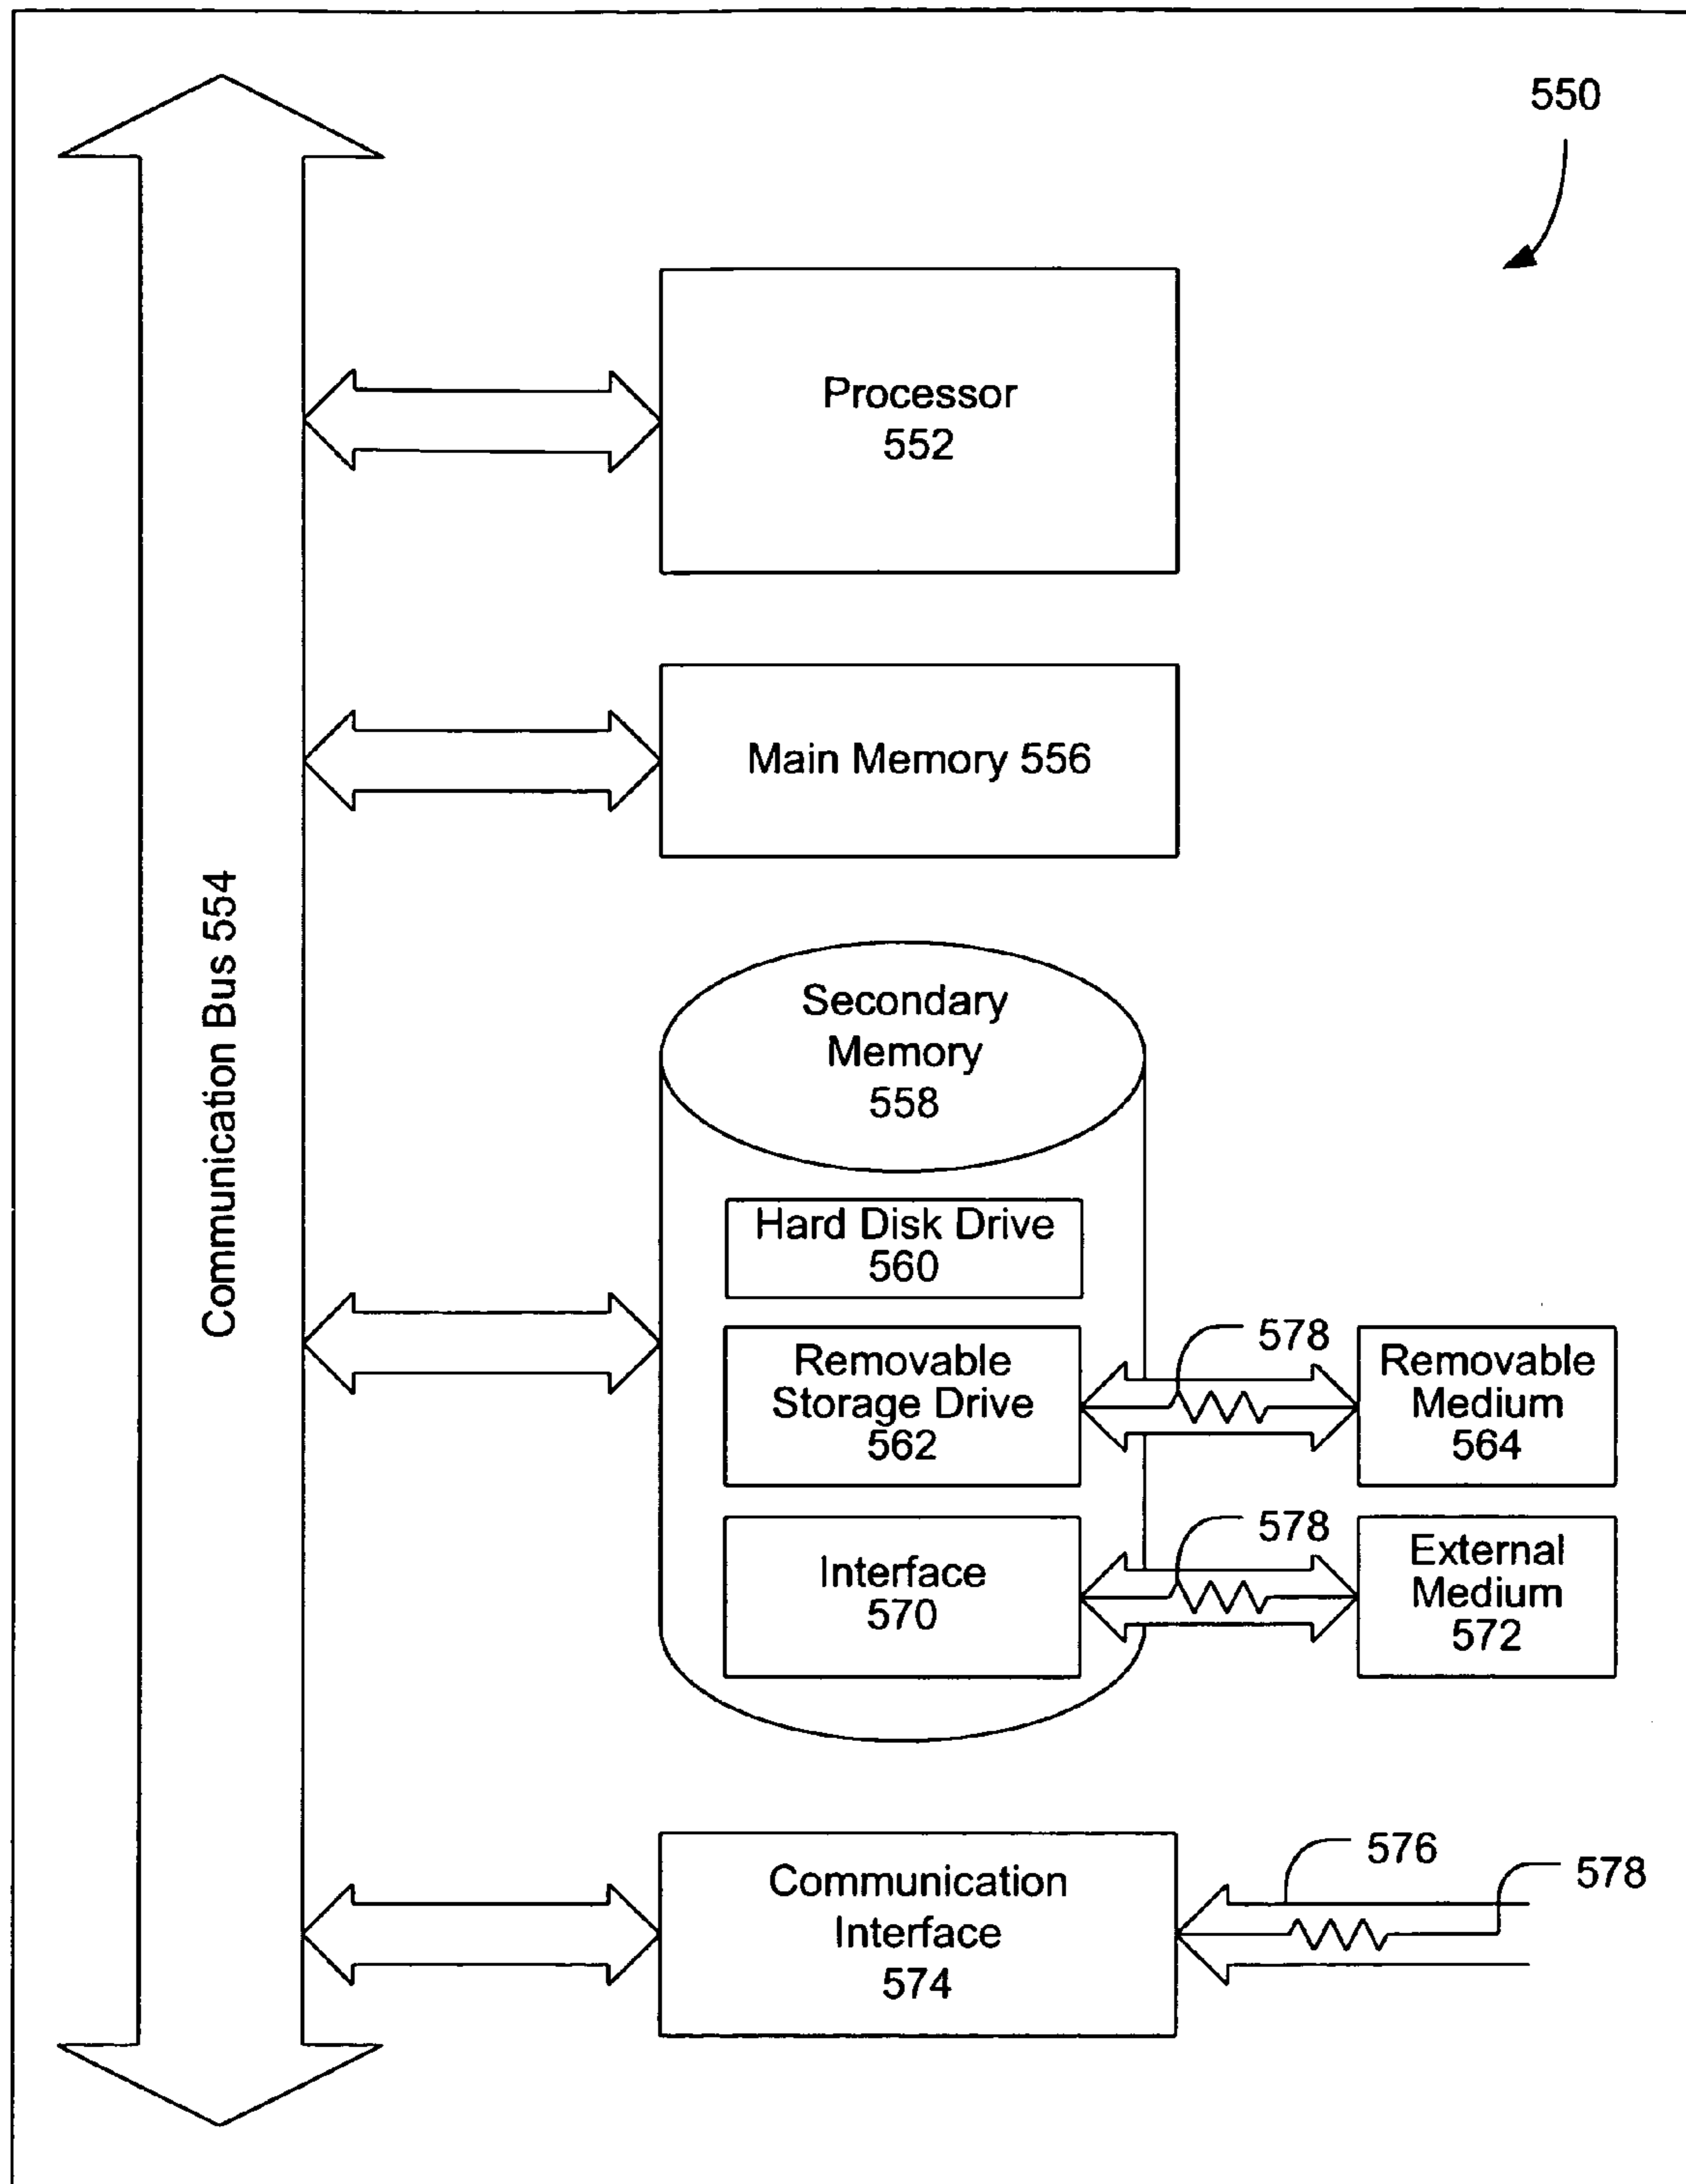 550
Processor
552
Main Memory 556
Communication Bus 554
Secondary
Memory
558
Hard Disk Drive
560
Removable
Storage Drive
562
578
Removable
Medium
564
Interface
570
578
External
Medium
572
Communication
Interface
574
576
578